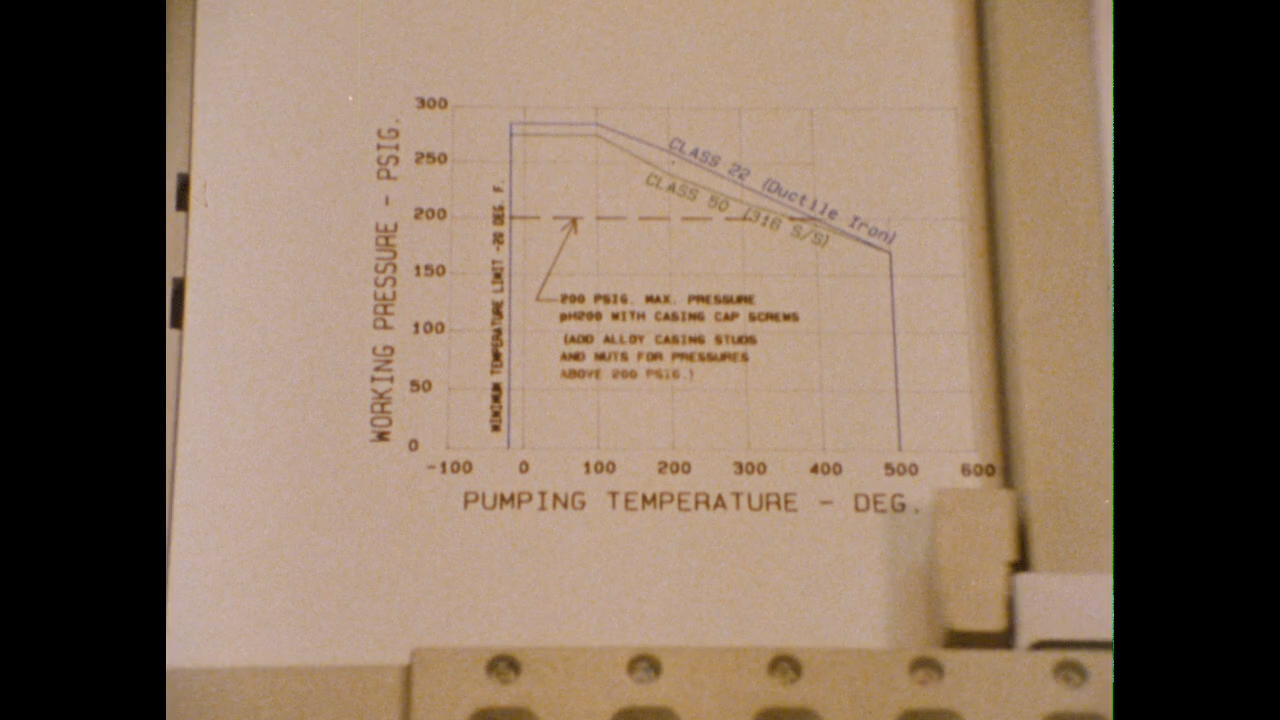 300
250
200
150
100
50
0
WORKING PRESSURE - PSIG.
MINIMUM TEMPERATURE LIMIT -20 DEG F.
CLASS 22 (Ductile Iron)
CLASS 50 (316 S/S)
200 PSIG. MAX. PRESSURE
pH200 WITH CASING CAP SCREWS
(ADD ALLOY CASING STUDS
AND NUTS FOR PRESSURES
ABOVE 200 PSIG.)
-100 0 100 200 300 400 500 600
PUMPING TEMPERATURE - DEG.